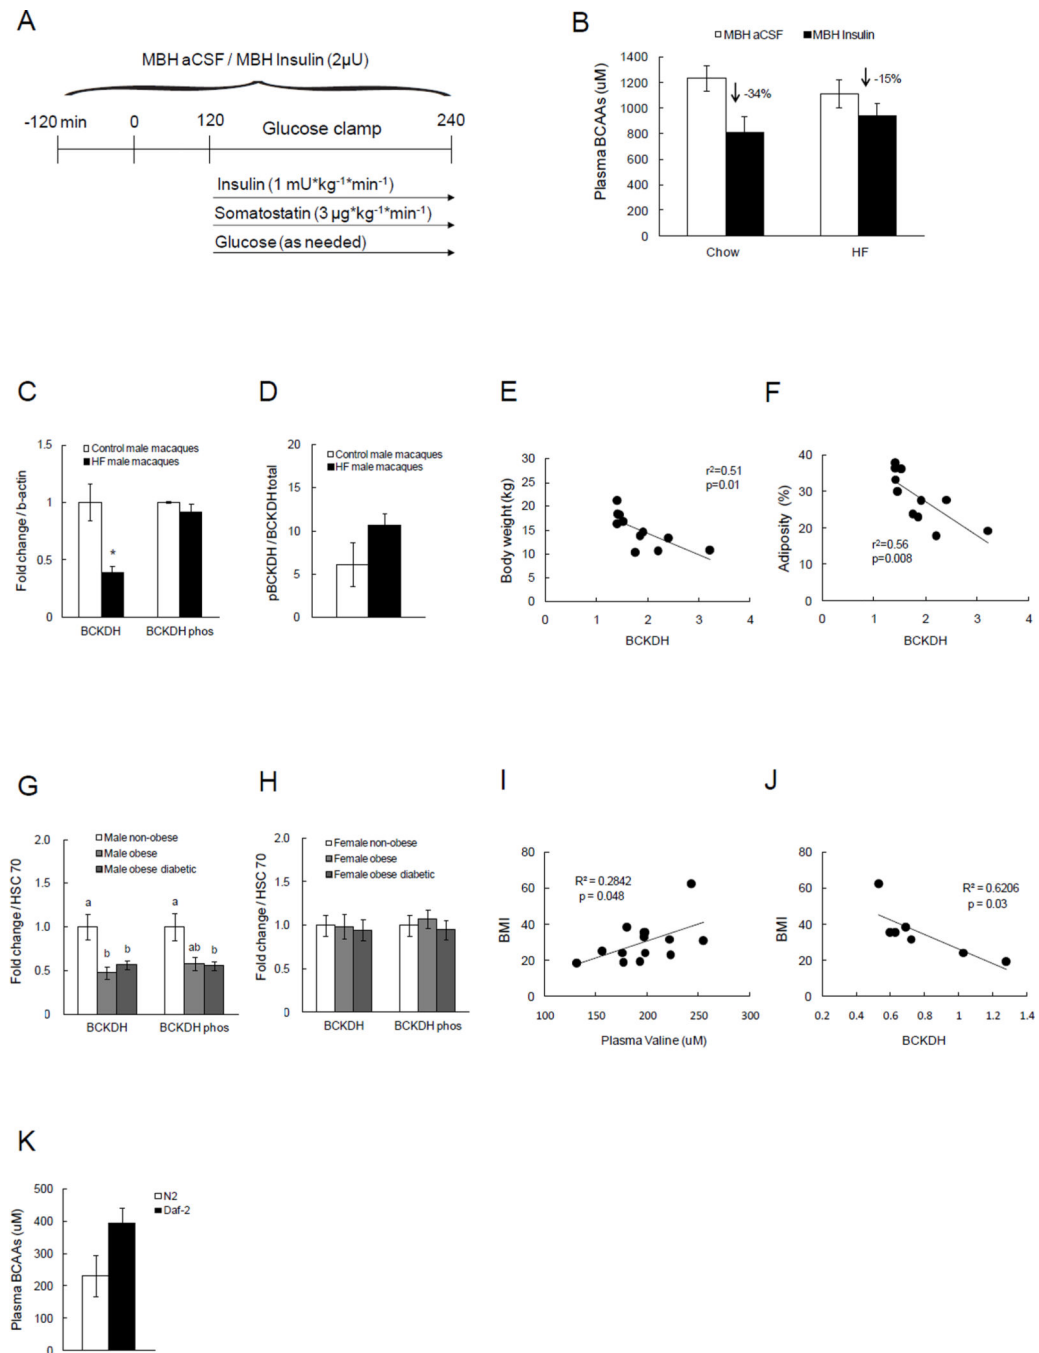 A
MBH aCSF / MBH Insulin (2µU)
-120 min 0 120 Glucose clamp 240
Insulin (1 mU*kg-1*min-1)
Somatostatin (3 µg*kg-1*min-1)
Glucose (as needed)
B
MBH aCSF MBH Insulin
Plasma BCAAs (uM)
1400
1200
1000
800
600
400
200
0
-34%
-15%
Chow HF
C
Control male macaques
HF male macaques
Fold change / b-actin
1.5
1
0.5
0
*
BCKDH BCKDH phos
D
Control male macaques
HF male macaques
pBCKDH / BCKDH total
20
15
10
5
0
E
r2=0.51
p=0.01
Body weight (kg)
30
25
20
15
10
5
0
0 1 2 3 4
BCKDH
F
Adiposity (%)
40
30
20
10
0
r2=0.56
p=0.008
0 1 2 3 4
BCKDH
G
Male non-obese
Male obese
Male obese diabetic
Fold change / HSC 70
2.0
1.5
1.0
0.5
0
a b b a ab b
BCKDH BCKDH phos
H
Female non-obese
Female obese
Female obese diabetic
Fold change / HSC 70
2.0
1.5
1.0
0.5
0
BCKDH BCKDH phos
I
R² = 0.2842
p = 0.048
BMI
80
60
40
20
0
100 150 200 250 300
Plasma Valine (uM)
J
R² = 0.6206
p = 0.03
BMI
80
60
40
20
0
0.2 0.4 0.6 0.8 1 1.2 1.4
BCKDH
K
N2
Daf-2
Plasma BCAAs (uM)
500
400
300
200
100
0